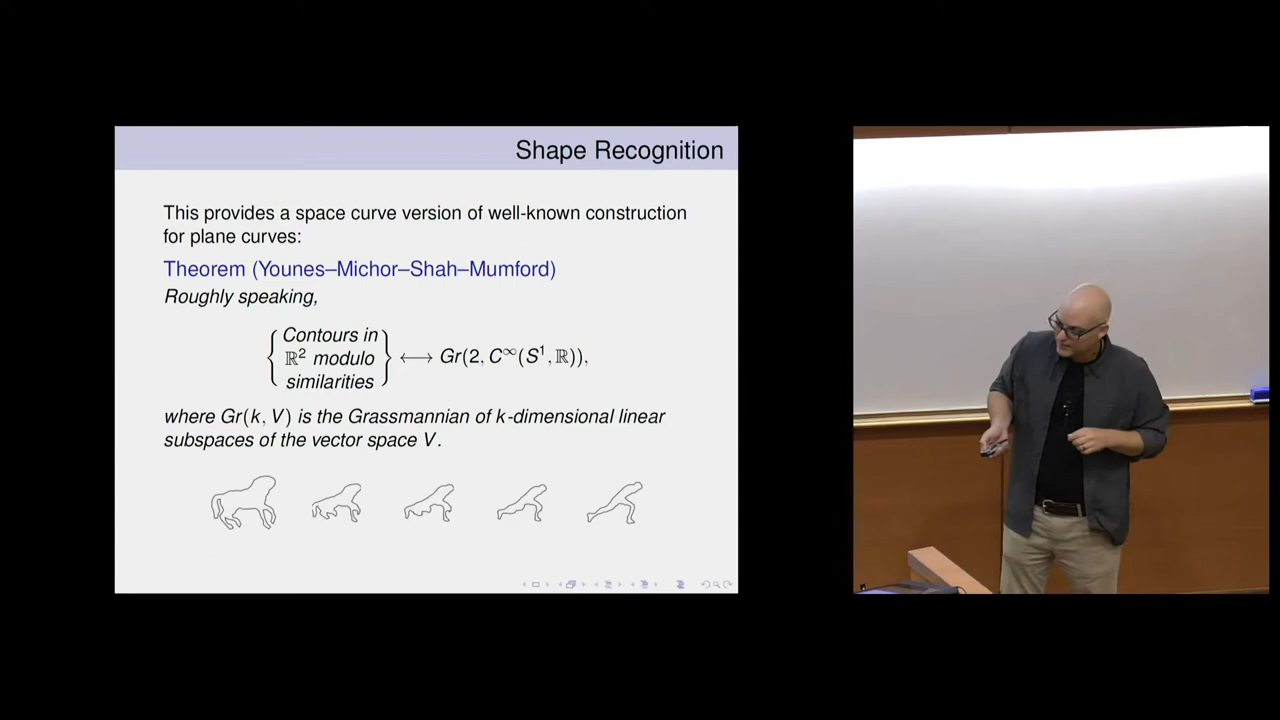 Shape Recognition
This provides a space curve version of well-known construction
for plane curves:
Theorem (Younes–Michor–Shah–Mumford)
Roughly speaking,
{ Contours in
ℝ² modulo
similarities } ⟷ Gr(2, C^∞(S¹, ℝ)),
where Gr(k, V) is the Grassmannian of k-dimensional linear
subspaces of the vector space V.